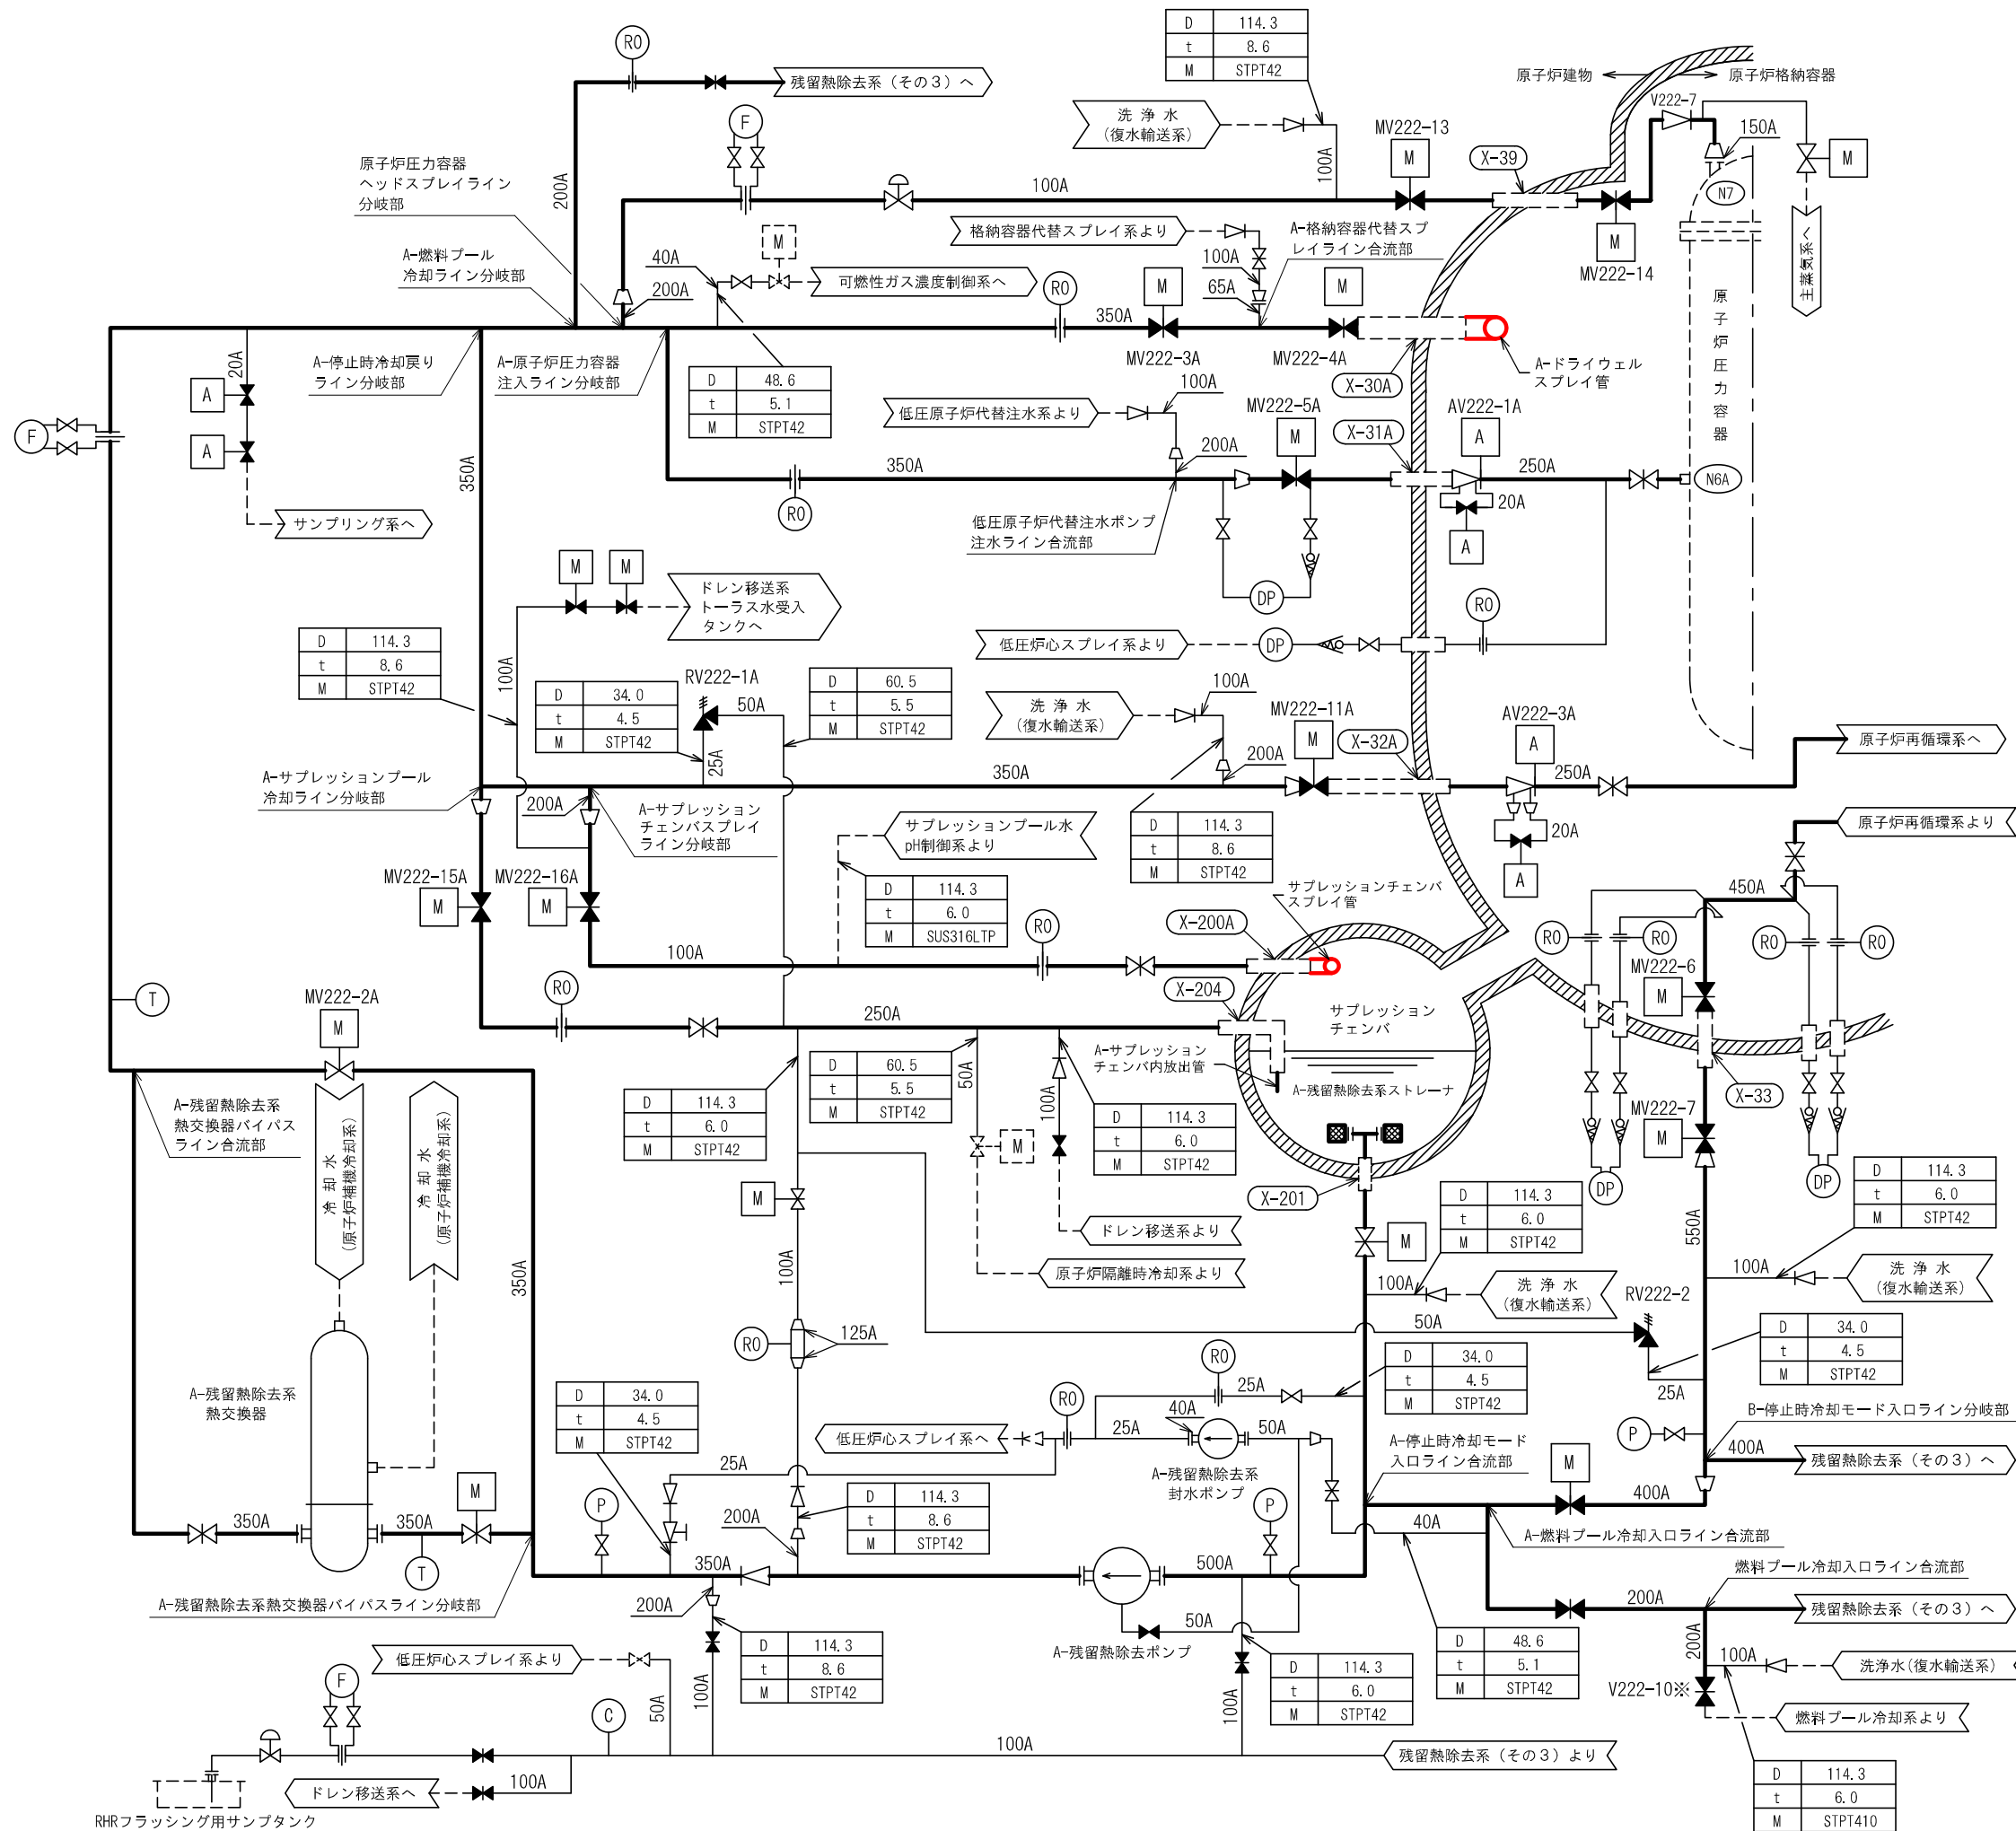 D 114.3
t 8.6
M STPT42
RO
残留熱除去系（その３）へ
原子炉建物
原子炉格納容器
V222-7
F
洗浄水
(復水輸送系)
MV222-13
M
X-39
150A
M
原子炉圧力容器
ヘッドスプレイライン
分岐部
200A
100A
100A
N7
格納容器代替スプレイ系より
A-格納容器代替スプ
レイライン合流部
M
MV222-14
主蒸気系へ
A-燃料プール
冷却ライン分岐部
M
40A
可燃性ガス濃度制御系へ
100A
65A
200A
RO
350A
M
M
原子炉圧力容器
20A
A-停止時冷却戻り
ライン分岐部
A-原子炉圧力容器
注入ライン分岐部
MV222-3A
MV222-4A
X-30A
A-ドライウェル
スプレイ管
D 48.6
t 5.1
M STPT42
A
A
F
350A
低圧原子炉代替注水系より
100A
MV222-5A
M
X-31A
AV222-1A
A
200A
350A
250A
N6A
RO
20A
A
サンプリング系へ
低圧原子炉代替注水ポンプ
注水ライン合流部
M
M
ドレン移送系
トーラス水受入
タンクへ
DP
RO
低圧炉心スプレイ系より
DP
D 114.3
t 8.6
M STPT42
100A
RV222-1A
D 34.0
t 4.5
M STPT42
50A
25A
D 60.5
t 5.5
M STPT42
洗浄水
(復水輸送系)
100A
MV222-11A
M
X-32A
AV222-3A
A
原子炉再循環へ
A-サプレッションプール
冷却ライン分岐部
350A
200A
250A
200A
A-サプレッション
チェンバスプレイ
ライン分岐部
サプレッションプール水
pH制御系より
D 114.3
t 8.6
M STPT42
20A
A
原子炉再循環系より
MV222-15A
M
MV222-16A
M
D 114.3
t 6.0
M SUS316LTP
サプレッションチェンバ
スプレイ管
450A
X-200A
RO
RO
RO
RO
RO
100A
RO
MV222-6
M
X-204
T
MV222-2A
M
250A
サプレッション
チェンバ
A-サプレッション
チェンバ内放出管
A-残留熱除去系ストレーナ
D 60.5
t 5.5
M STPT42
50A
100A
D 114.3
t 6.0
M STPT42
D 114.3
t 6.0
M STPT42
X-33
MV222-7
M
A-残留熱除去系
熱交換器バイパス
ライン合流部
冷却水
(原子炉補機冷却系)
冷却水
(原子炉補機冷却系)
350A
M
M
X-201
DP
DP
D 114.3
t 6.0
M STPT42
D 114.3
t 6.0
M STPT42
M
ドレン移送系より
原子炉隔離時冷却系より
100A
550A
100A
洗浄水
(復水輸送系)
100A
洗浄水
(復水輸送系)
RV222-2
50A
RO
125A
D 34.0
t 4.5
M STPT42
25A
A-残留熱除去系
熱交換器
D 34.0
t 4.5
M STPT42
RO
RO
25A
D 34.0
t 4.5
M STPT42
低圧炉心スプレイ系へ
25A
40A
50A
A-停止時冷却モード
入口ライン合流部
B-停止時冷却モード入口ライン分岐部
P
400A
残留熱除去系（その３）へ
A-残留熱除去系
封水ポンプ
25A
M
P
D 114.3
t 8.6
M STPT42
P
M
400A
350A
350A
T
200A
40A
A-燃料プール冷却入口ライン合流部
350A
500A
燃料プール冷却入口ライン合流部
A-残留熱除去系熱交換器バイパスライン分岐部
200A
50A
A-残留熱除去ポンプ
200A
残留熱除去系（その３）へ
D 114.3
t 8.6
M STPT42
D 114.3
t 6.0
M STPT42
D 48.6
t 5.1
M STPT42
200A
100A
洗浄水(復水輸送系)
V222-10※
燃料プール冷却系より
低圧炉心スプレイ系より
F
C
50A
100A
100A
100A
残留熱除去系（その３）より
ドレン移送系へ
100A
RHRフラッシング用サンプタンク
D 114.3
t 6.0
M STPT410